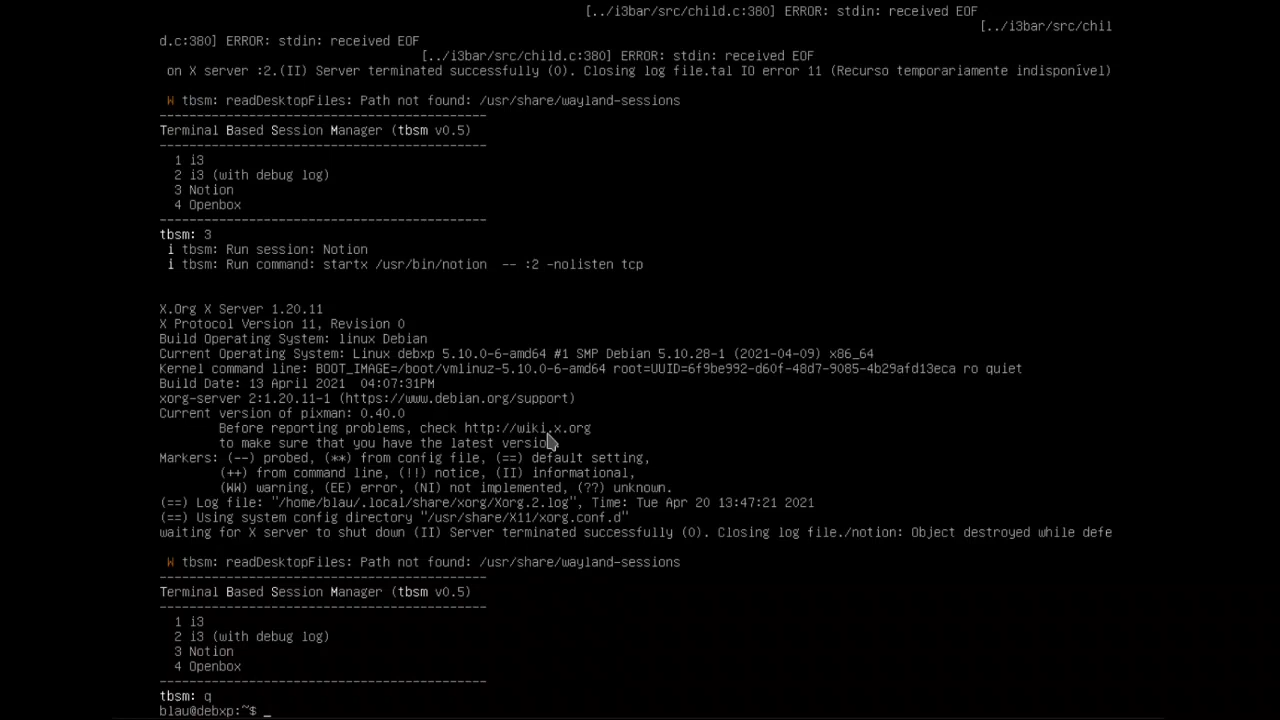 [../i3bar/src/child.c:380] ERROR: stdin: received EOF
[../i3bar/src/chil
d.c:380] ERROR: stdin: received EOF
[../i3bar/src/child.c:380] ERROR: stdin: received EOF
on X server :2.(II) Server terminated successfully (0). Closing log file.tal IO error 11 (Recurso temporariamente indisponível)
W tbsm: readDesktopFiles: Path not found: /usr/share/wayland-sessions
--------------------------------------------
Terminal Based Session Manager (tbsm v0.5)
--------------------------------------------
1 i3
2 i3 (with debug log)
3 Notion
4 Openbox
--------------------------------------------
tbsm: 3
i tbsm: Run session: Notion
i tbsm: Run command: startx /usr/bin/notion  -- :2 -nolisten tcp
X.Org X Server 1.20.11
X Protocol Version 11, Revision 0
Build Operating System: linux Debian
Current Operating System: Linux debxp 5.10.0-6-amd64 #1 SMP Debian 5.10.28-1 (2021-04-09) x86_64
Kernel command line: BOOT_IMAGE=/boot/vmlinuz-5.10.0-6-amd64 root=UUID=6f9be992-d60f-48d7-9085-4b29afd13eca ro quiet
Build Date: 13 April 2021  04:07:31PM
xorg-server 2:1.20.11-1 (https://www.debian.org/support)
Current version of pixman: 0.40.0
Before reporting problems, check http://wiki.x.org
to make sure that you have the latest version
Markers: (--) probed, (**) from config file, (==) default setting,
(++) from command line, (!!) notice, (II) informational,
(WW) warning, (EE) error, (NI) not implemented, (??) unknown.
(==) Log file: "/home/blau/.local/share/xorg/Xorg.2.log", Time: Tue Apr 20 13:47:21 2021
(==) Using system config directory "/usr/share/X11/xorg.conf.d"
waiting for X server to shut down (II) Server terminated successfully (0). Closing log file./notion: Object destroyed while defe
W tbsm: readDesktopFiles: Path not found: /usr/share/wayland-sessions
--------------------------------------------
Terminal Based Session Manager (tbsm v0.5)
--------------------------------------------
1 i3
2 i3 (with debug log)
3 Notion
4 Openbox
--------------------------------------------
tbsm: q
blau@debxp:~$ _